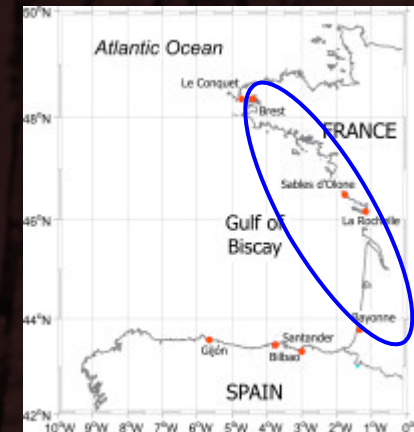 50°N
Atlantic Ocean
Le Conquet
48°N
Brest
FRANCE
Sables d'Olone
46°N
La Rochelle
Gulf of
Biscay
44°N
Bayonne
Santander
Gijón
Bilbao
SPAIN
42°N
10°W 9°W 8°W 7°W 6°W 5°W 4°W 3°W 2°W 1°W 0°